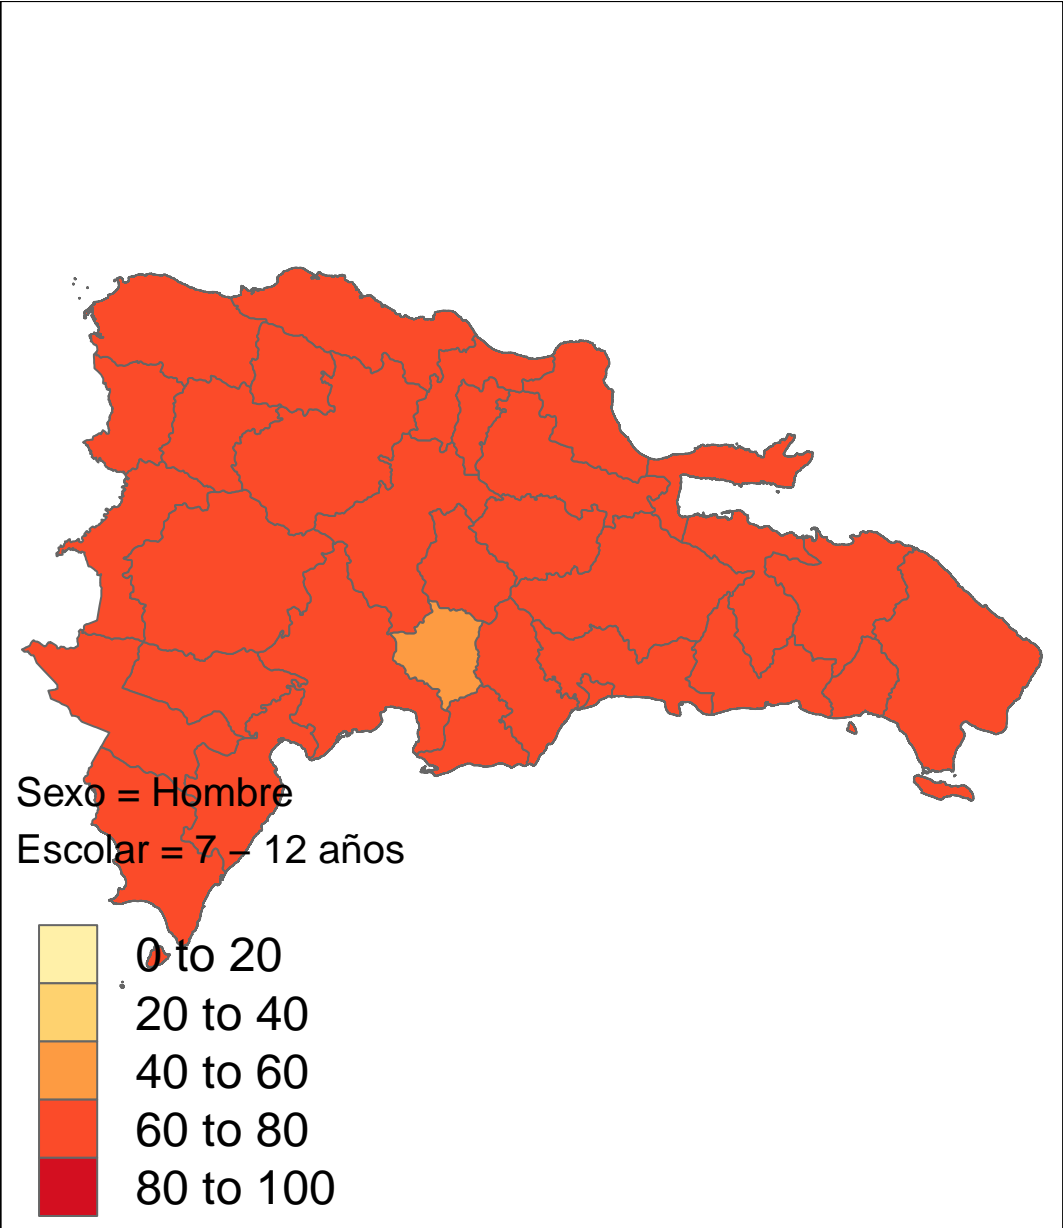 Sexo = Hombre
Escolar = 7 – 12 años
0 to 20
20 to 40
40 to 60
60 to 80
80 to 100